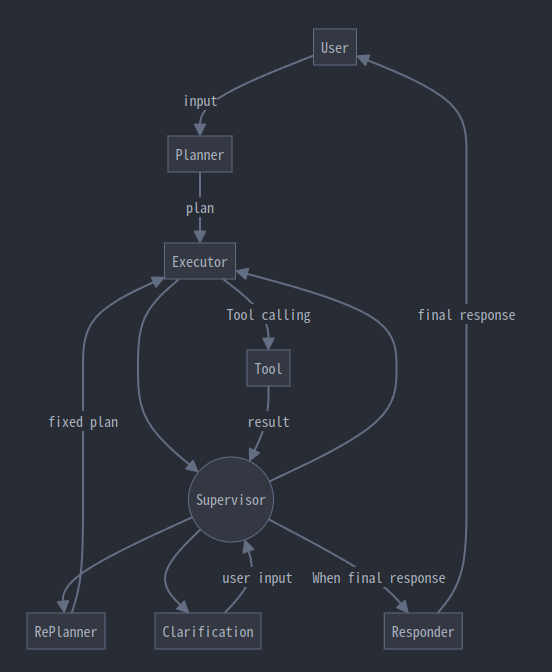 User
input
Planner
plan
Executor
Tool calling
final response
Tool
fixed plan
result
Supervisor
user input
When final response
RePlanner
Clarification
Responder